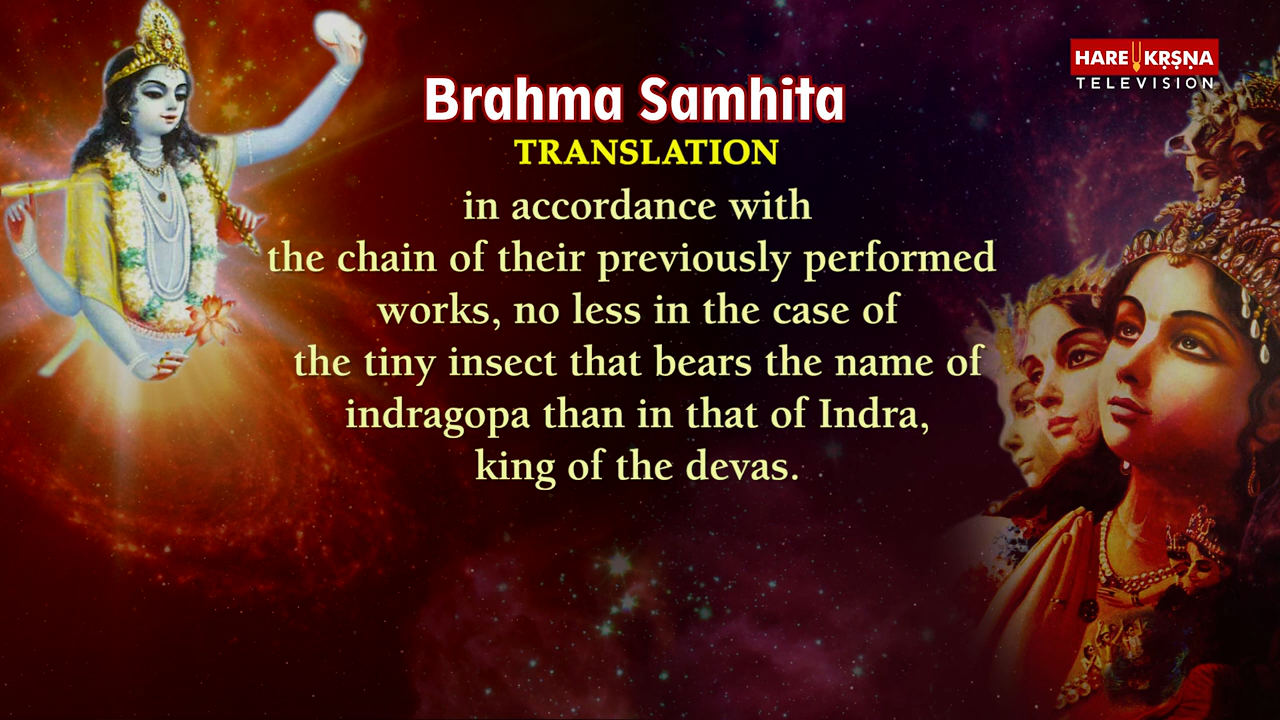 HARE KṚṢṆA
TELEVISION
Brahma Samhita
TRANSLATION
in accordance with
the chain of their previously performed
works, no less in the case of
the tiny insect that bears the name of
indragopa than in that of Indra,
king of the devas.